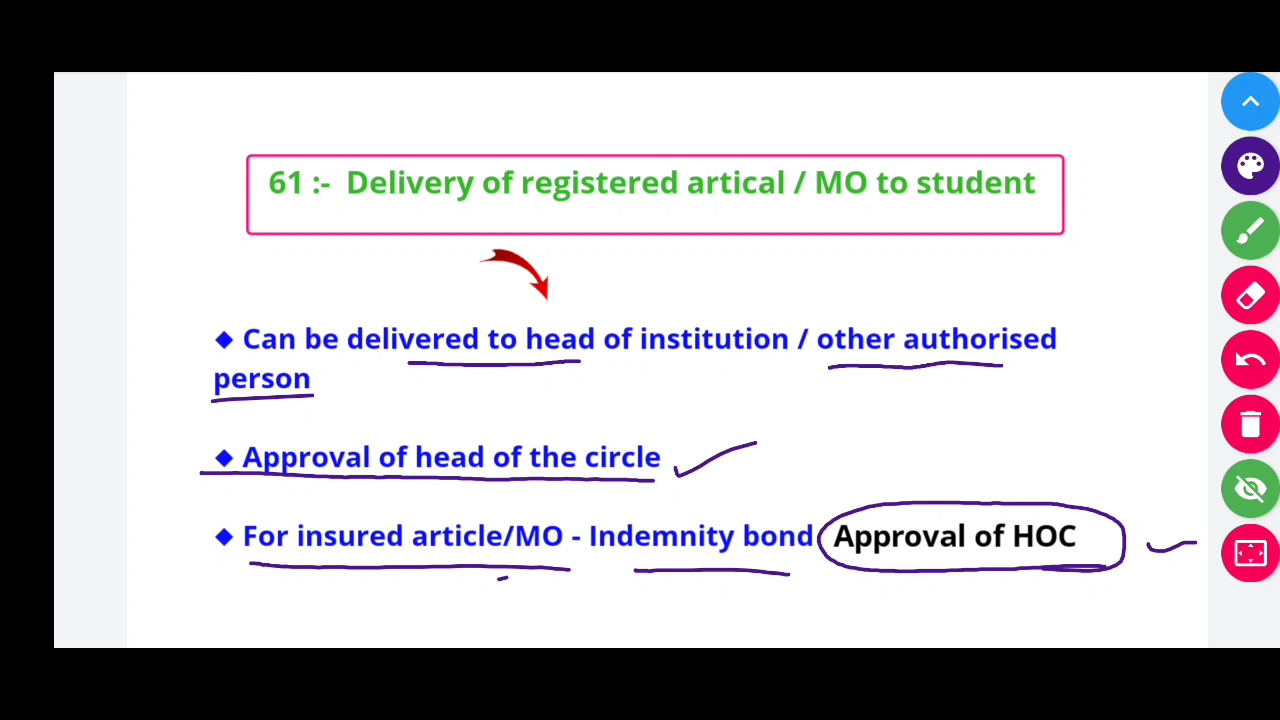 61 :- Delivery of registered artical / MO to student
◆ Can be delivered to head of institution / other authorised
person
◆ Approval of head of the circle
◆ For insured article/MO - Indemnity bond Approval of HOC